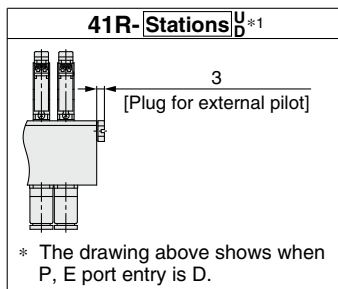 41R- Stations U D *1
3
[Plug for external pilot]
* The drawing above shows when
P, E port entry is D.